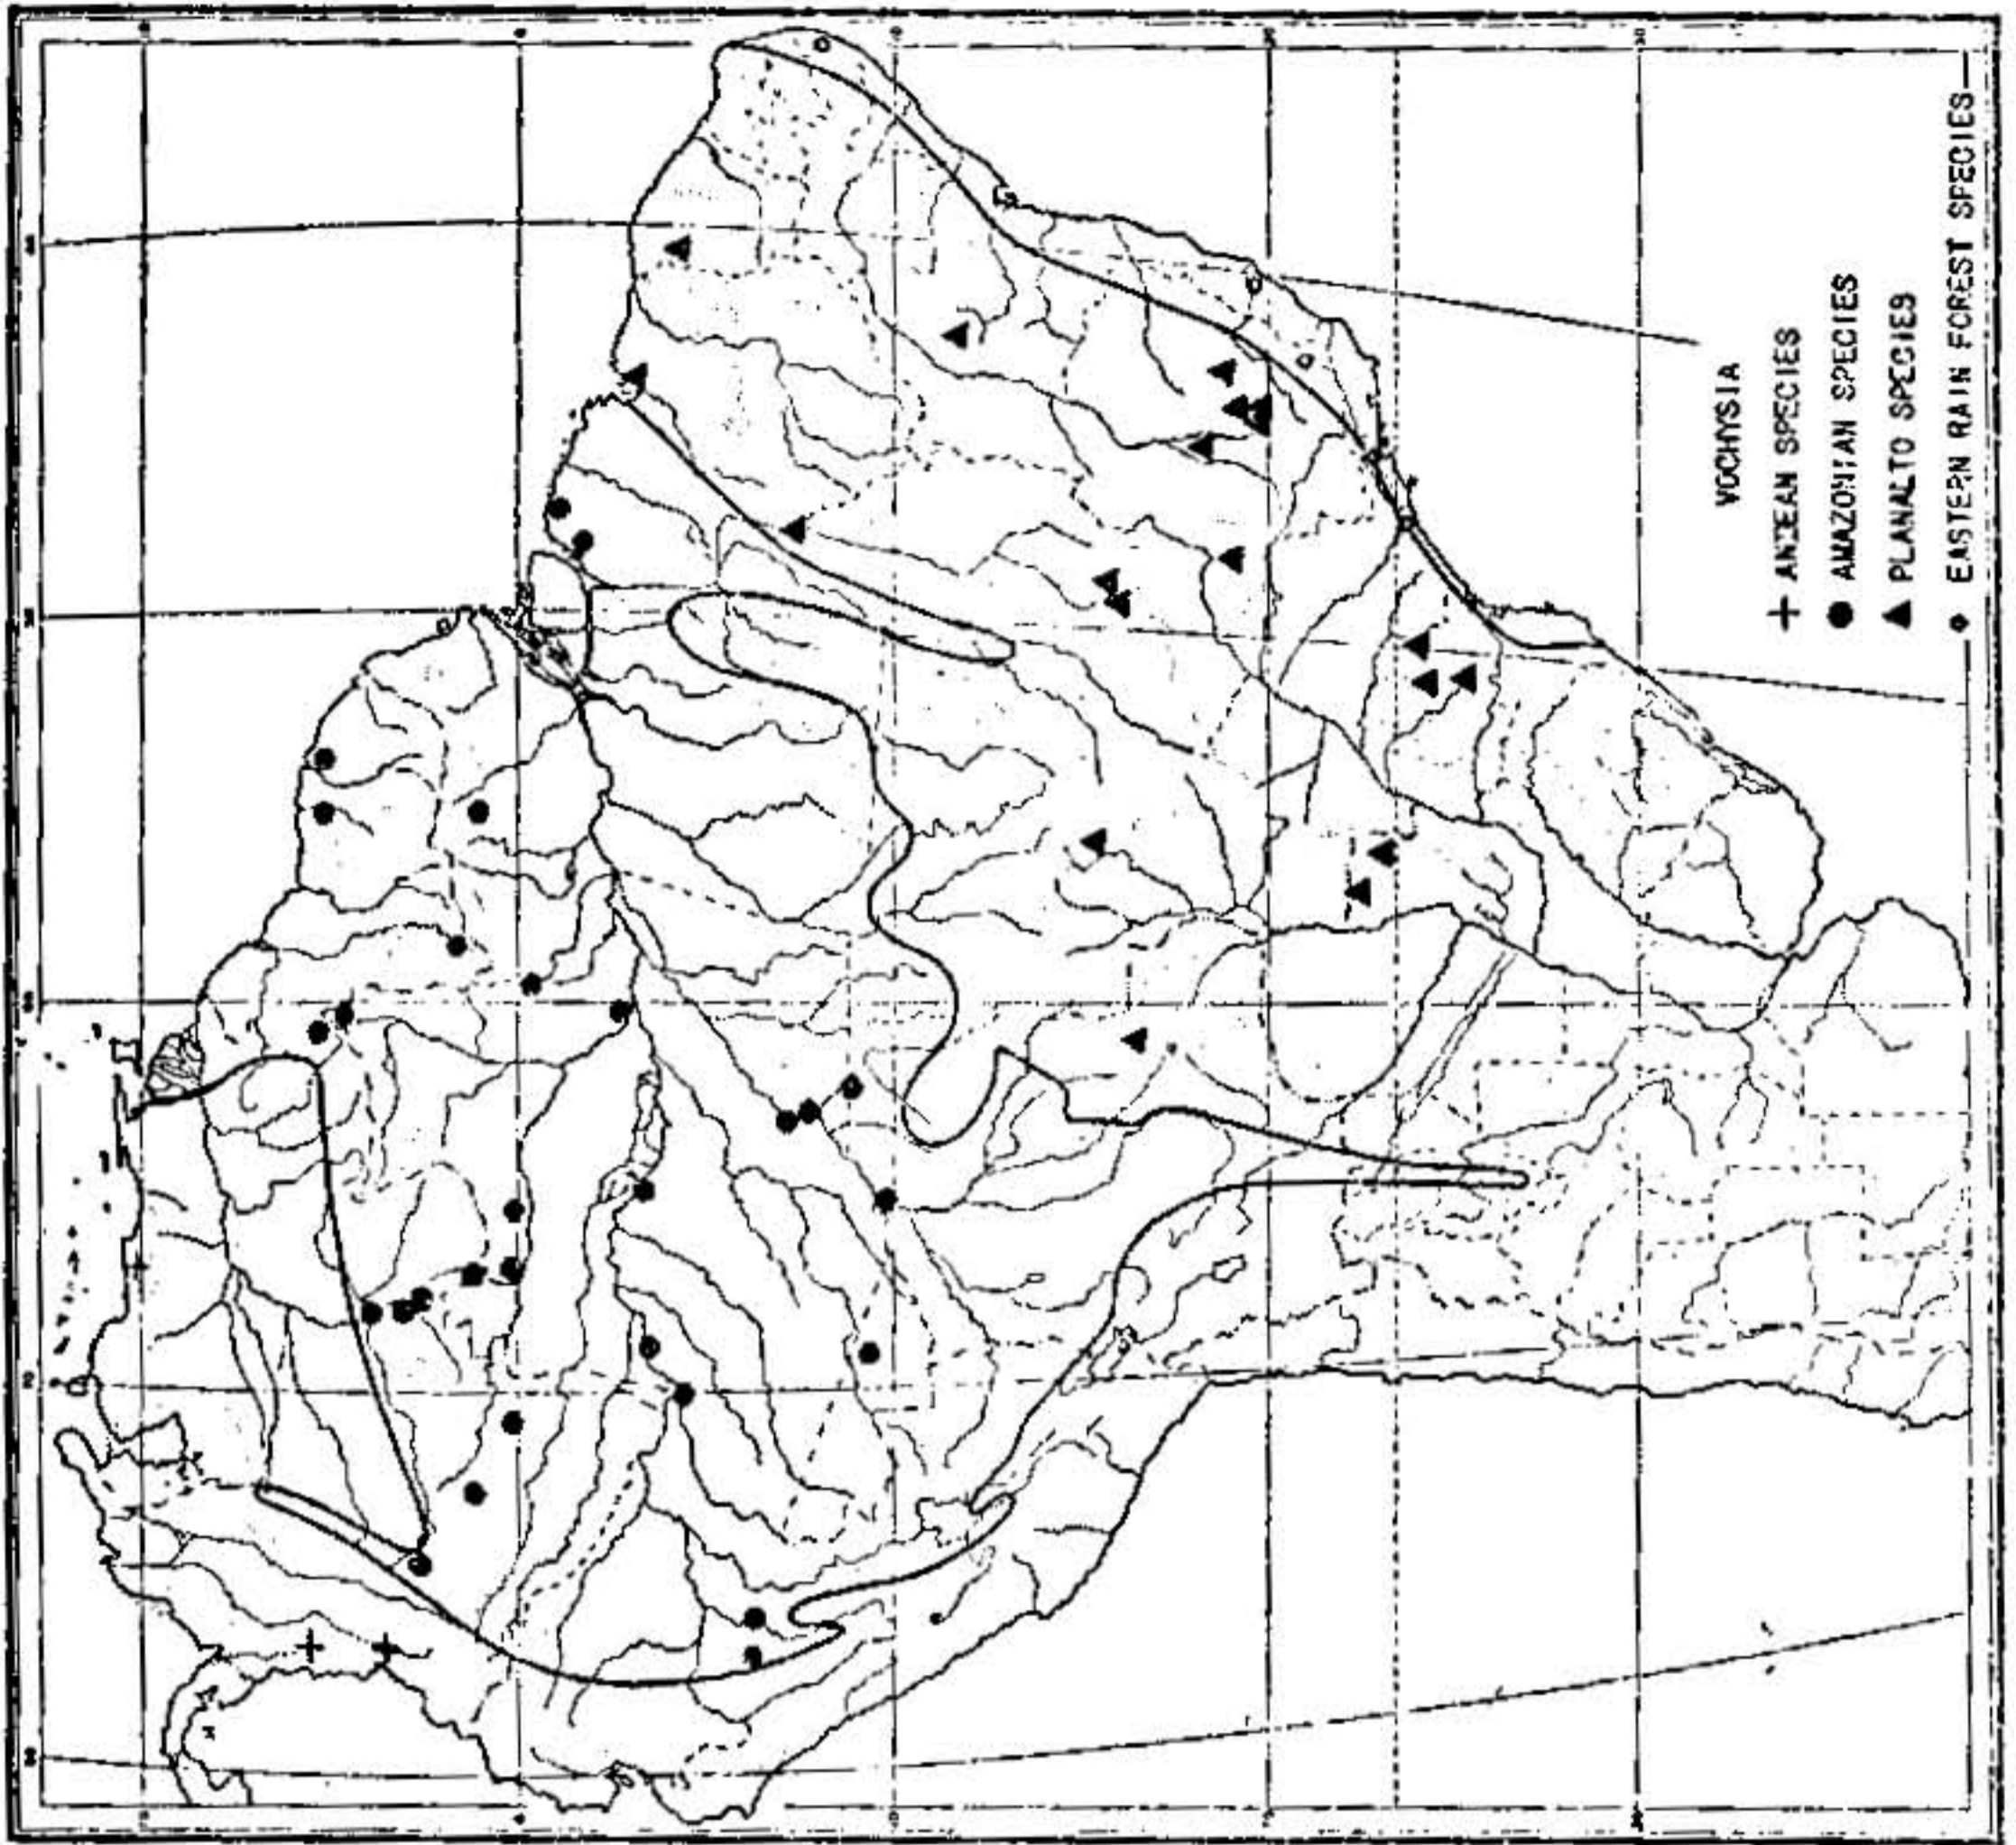 VOCHYSIA
+ ANDEAN SPECIES
● AMAZONIAN SPECIES
▲ PLANALTO SPECIES
○ EASTERN RAIN FOREST SPECIES